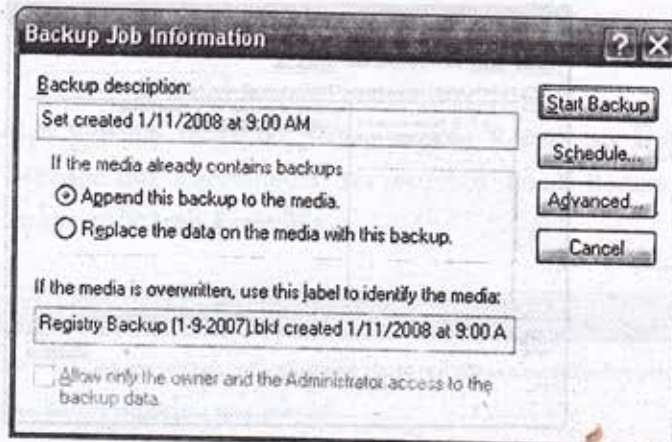 Backup Job Information
Backup description:
Set created 1/11/2008 at 9:00 AM
If the media already contains backups
Append this backup to the media.
Replace the data on the media with this backup.
If the media is overwritten, use this label to identify the media:
Registry Backup (1-9-2007).bkf created 1/11/2008 at 9:00 A
Allow only the owner and the Administrator access to the
backup data.
Start Backup
Schedule...
Advanced...
Cancel